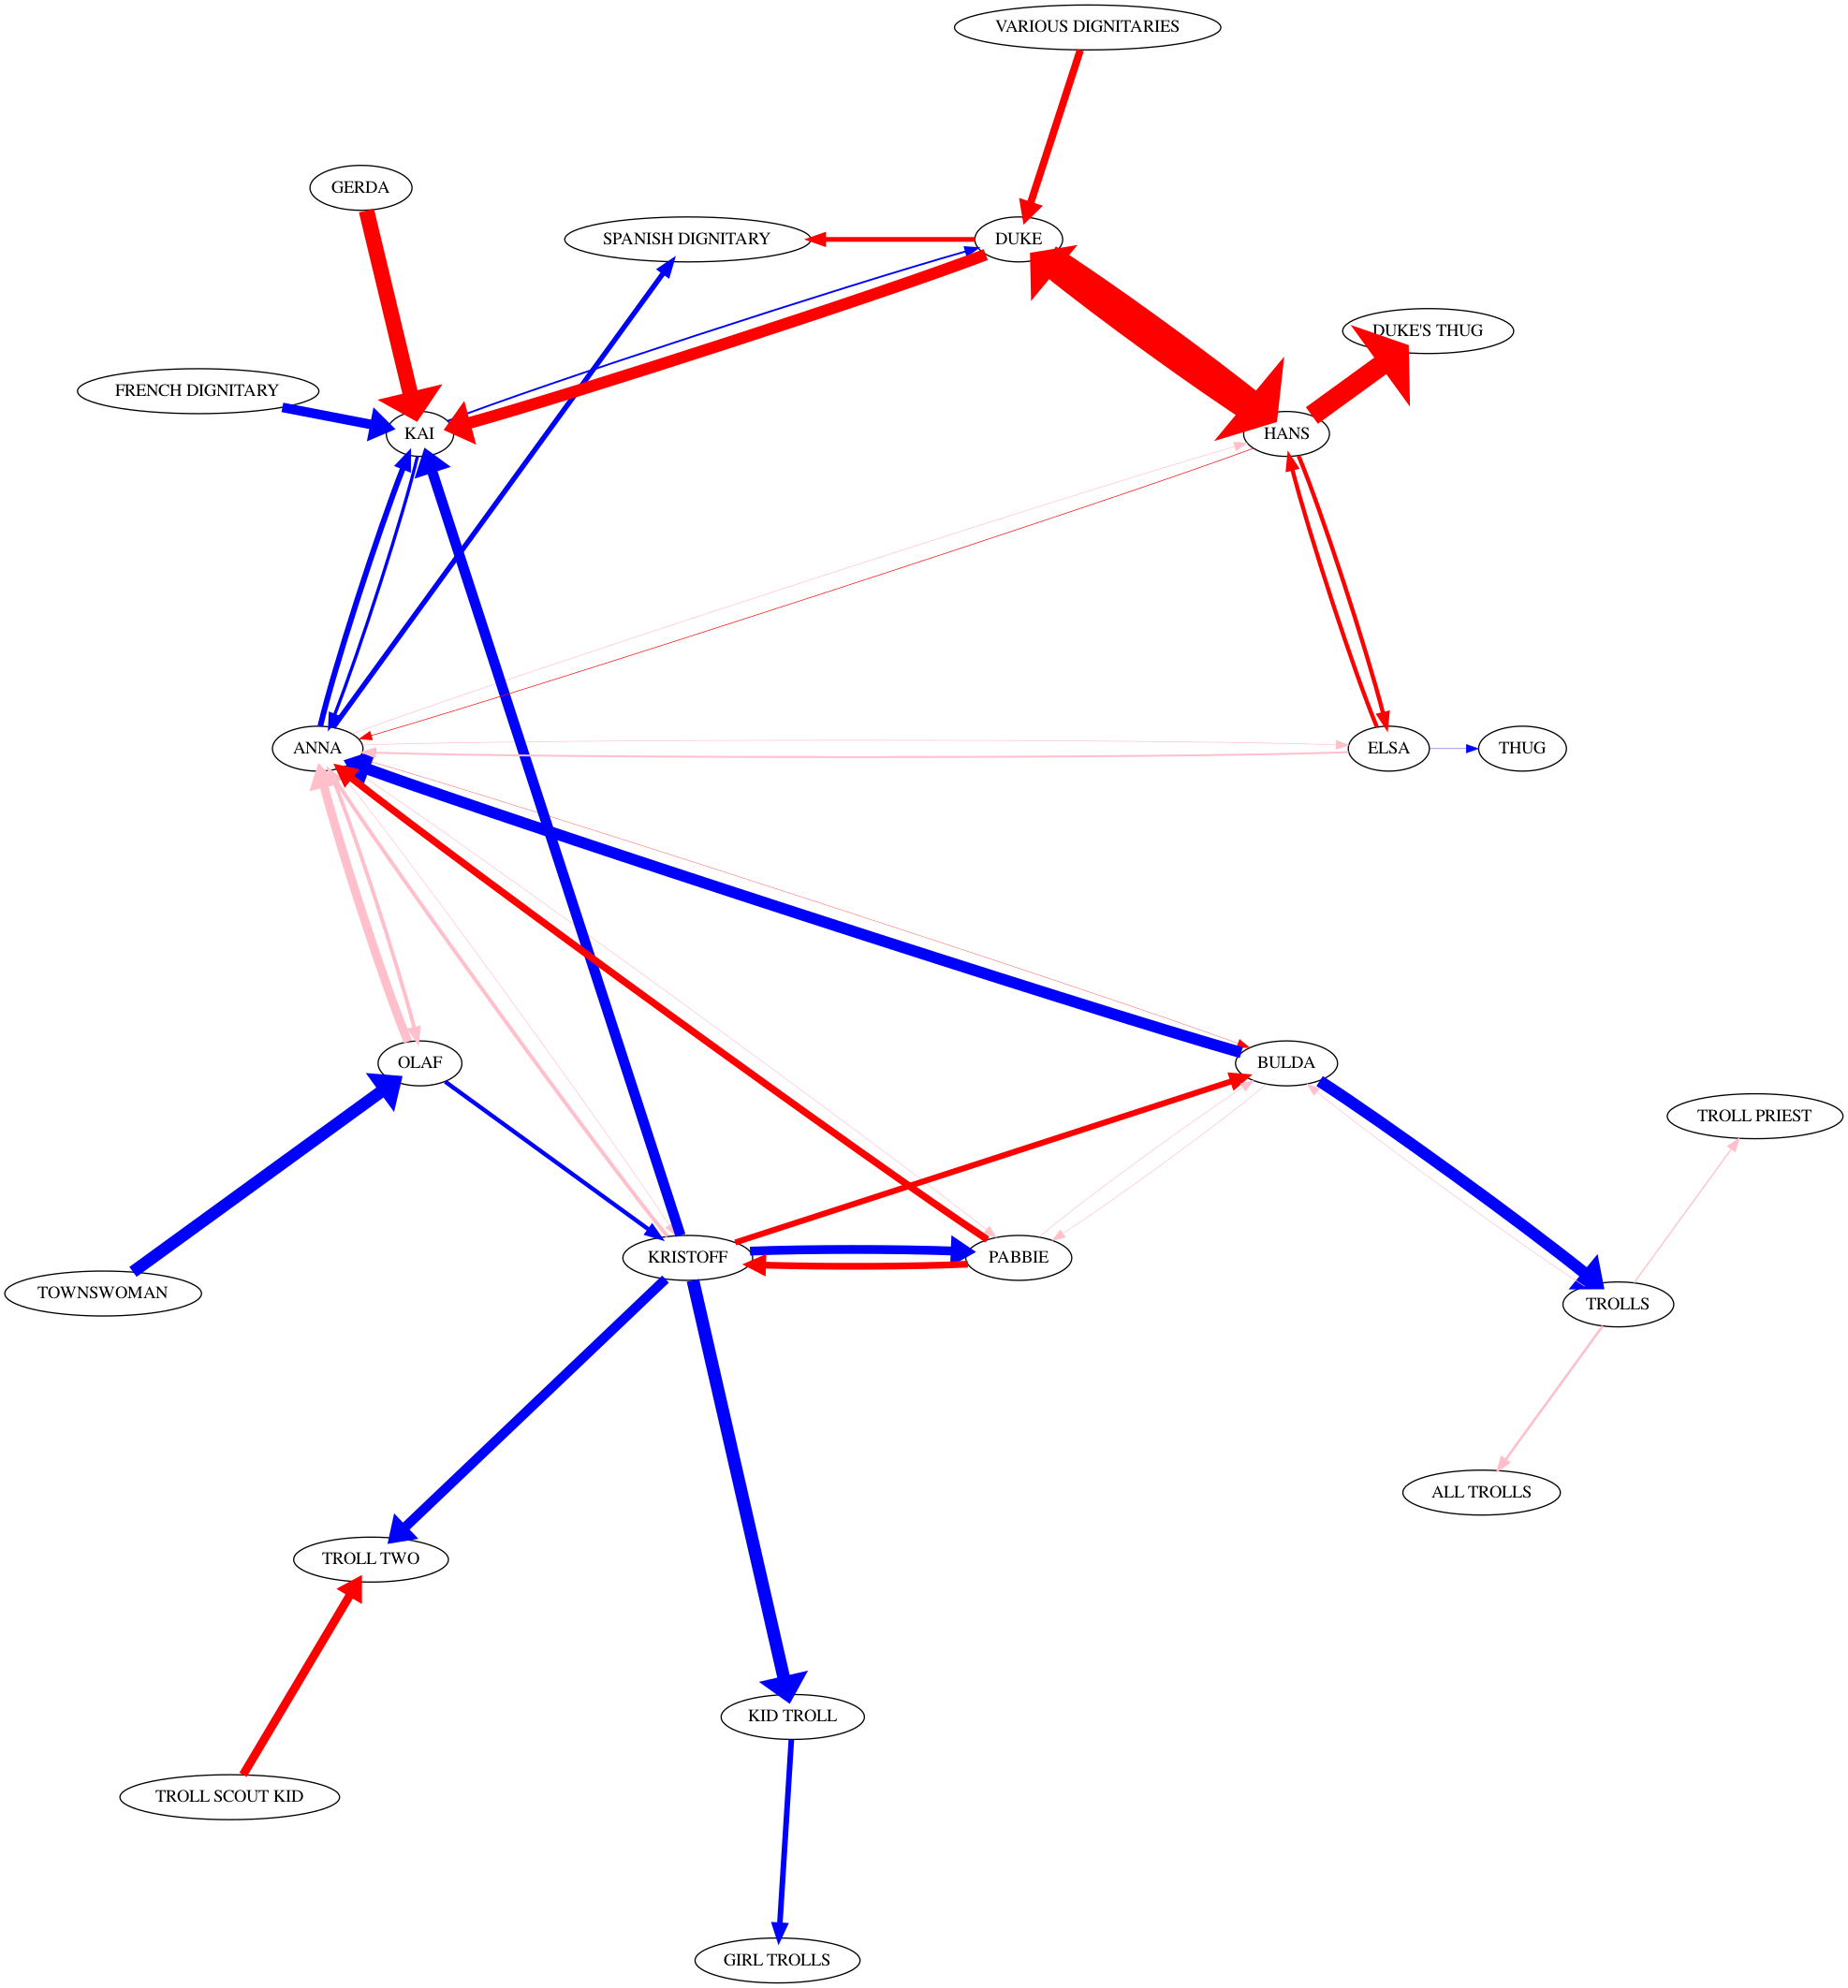 VARIOUS DIGNITARIES
GERDA
SPANISH DIGNITARY
DUKE
DUKE'S THUG
FRENCH DIGNITARY
KAI
HANS
ANNA
ELSA
THUG
OLAF
BULDA
TROLL PRIEST
KRISTOFF
PABBIE
TOWNSWOMAN
TROLLS
ALL TROLLS
TROLL TWO
KID TROLL
TROLL SCOUT KID
GIRL TROLLS